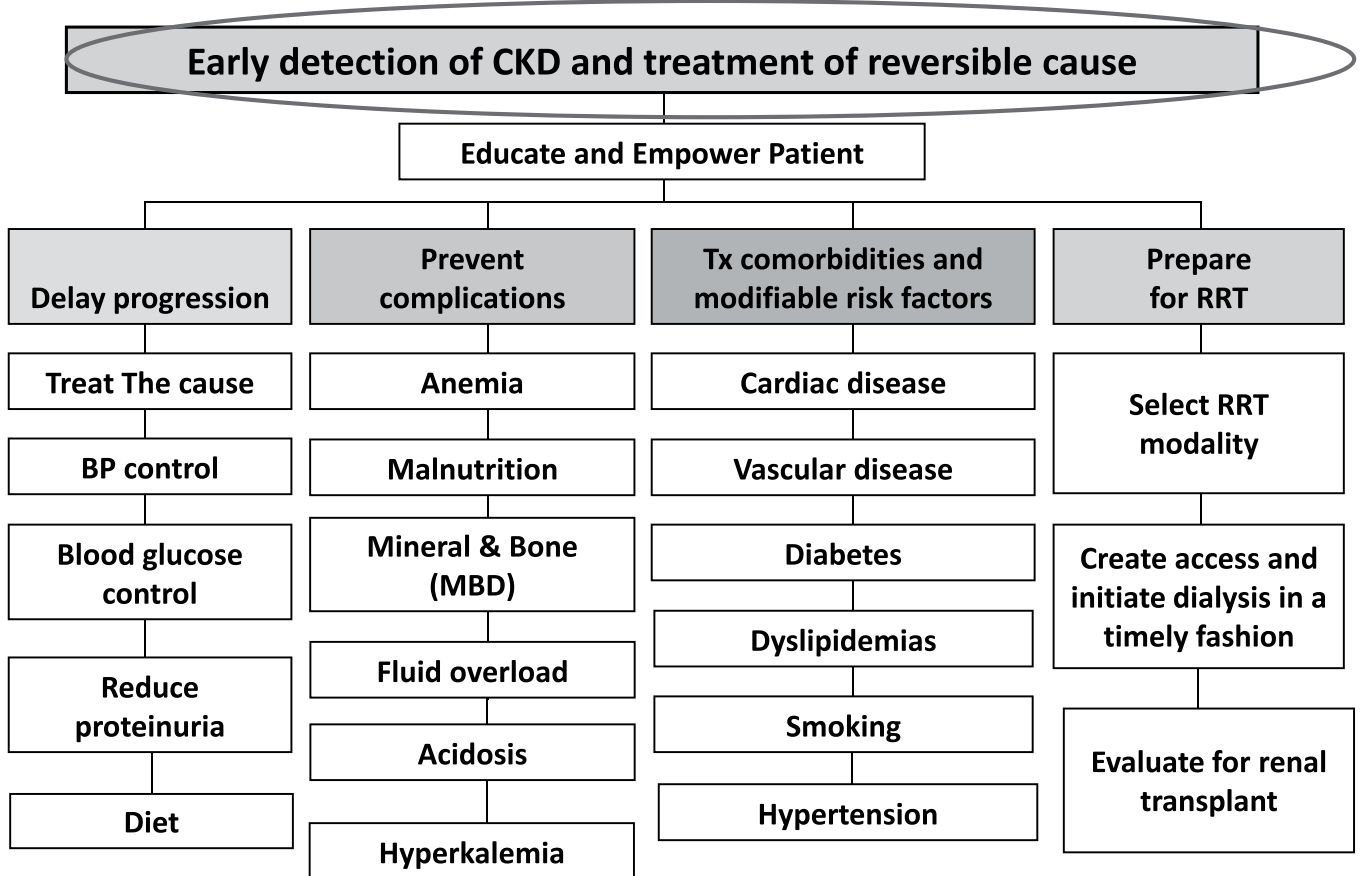 Early detection of CKD and treatment of reversible cause
Educate and Empower Patient
Delay progression
Treat The cause
BP control
Blood glucose
control
Reduce
proteinuria
Diet
Prevent
complications
Anemia
Malnutrition
Mineral & Bone
(MBD)
Fluid overload
Acidosis
Hyperkalemia
Tx comorbidities and
modifiable risk factors
Cardiac disease
Vascular disease
Diabetes
Dyslipidemias
Smoking
Hypertension
Prepare
for RRT
Select RRT
modality
Create access and
initiate dialysis in a
timely fashion
Evaluate for renal
transplant